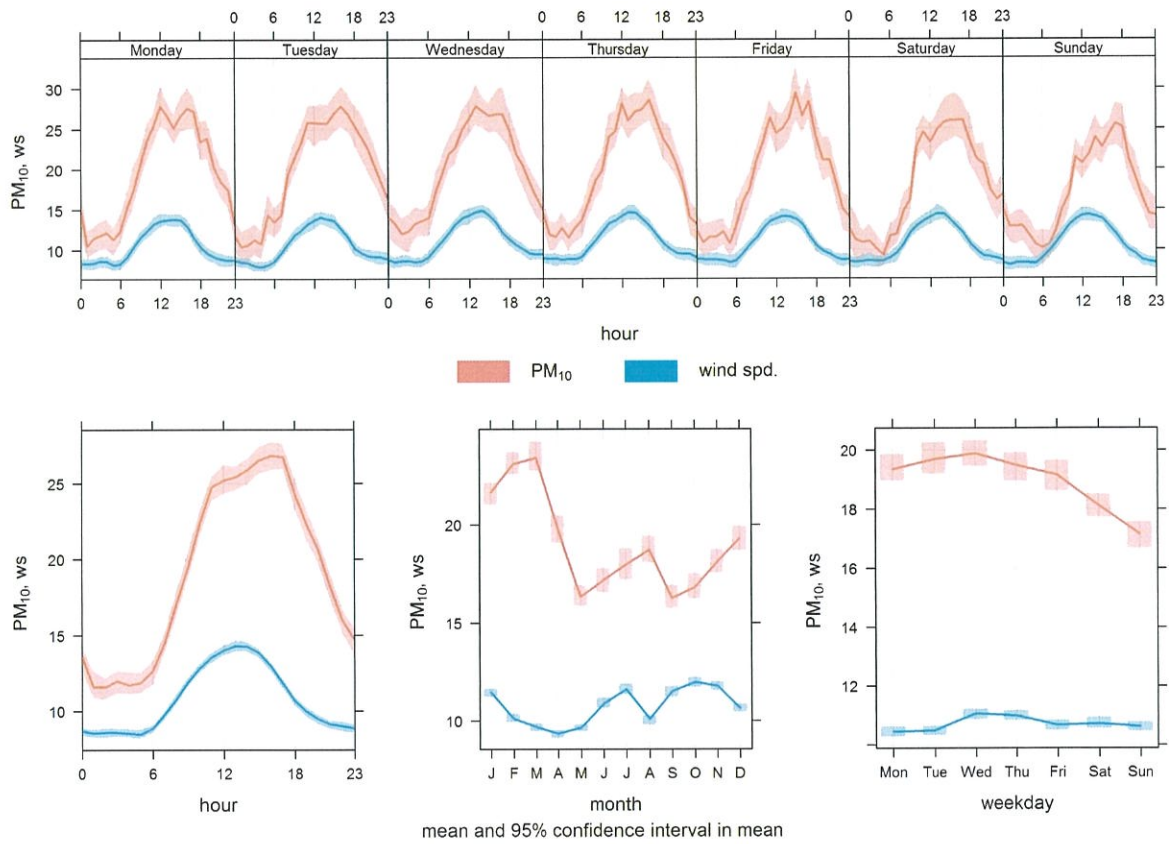 0 6 12 18 23 0 6 12 18 23 0 6 12 18 23
Monday Tuesday Wednesday Thursday Friday Saturday Sunday
30
25
20
15
10
PM₁₀, ws
0 6 12 18 23 0 6 12 18 23 0 6 12 18 23 0 6 12 18 23
hour
PM₁₀ wind spd.
25
20
15
10
PM₁₀, ws
0 6 12 18 23
hour
20
15
10
PM₁₀, ws
J F M A M J J A S O N D
month
20
18
16
14
12
10
PM₁₀, ws
Mon Tue Wed Thu Fri Sat Sun
weekday
mean and 95% confidence interval in mean